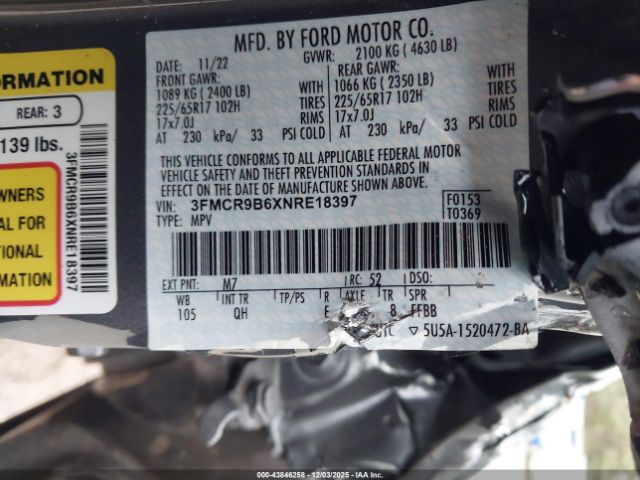 MFD. BY FORD MOTOR CO.
DATE: 11/22 GVWR: 2100 KG ( 4630 LB)
FRONT GAWR: REAR GAWR:
1089 KG ( 2400 LB) WITH 1066 KG ( 2350 LB) WITH
225/65R17 102H TIRES 225/65R17 102H TIRES
17x7.0J RIMS 17x7.0J RIMS
AT 230 kPa/ 33 PSI COLD AT 230 kPa/ 33 PSI COLD
THIS VEHICLE CONFORMS TO ALL APPLICABLE FEDERAL MOTOR
VEHICLE SAFETY AND THEFT PREVENTION STANDARDS IN
EFFECT ON THE DATE OF MANUFACTURE SHOWN ABOVE.
VIN: 3FMCR9B6XNRE18397 F0153
TYPE: MPV T0369
EXT PNT: M7 RC: 52 DSO:
WB INT TR TP/PS R AXLE TR SPR
105 QH E 8 FFBB
UTC ▽ 5U5A-1520472-BA
FORMATION
REAR: 3
139 lbs.
WNERS
AL FOR
TIONAL
MATION
3FMCR9B6XNRE18397
Stock No: 000-43846258 - 12/03/2025 - IAA Inc.